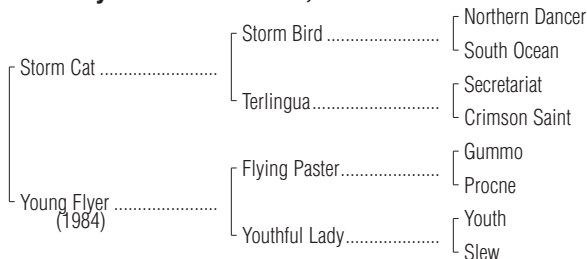 Northern Dancer
Storm Bird ........................
South Ocean
Storm Cat .........................
Secretariat
Terlingua ...........................
Crimson Saint
Gummo
Flying Paster .....................
Procne
Young Flyer ......................
(1984)
Youth
Youthful Lady ....................
Slew